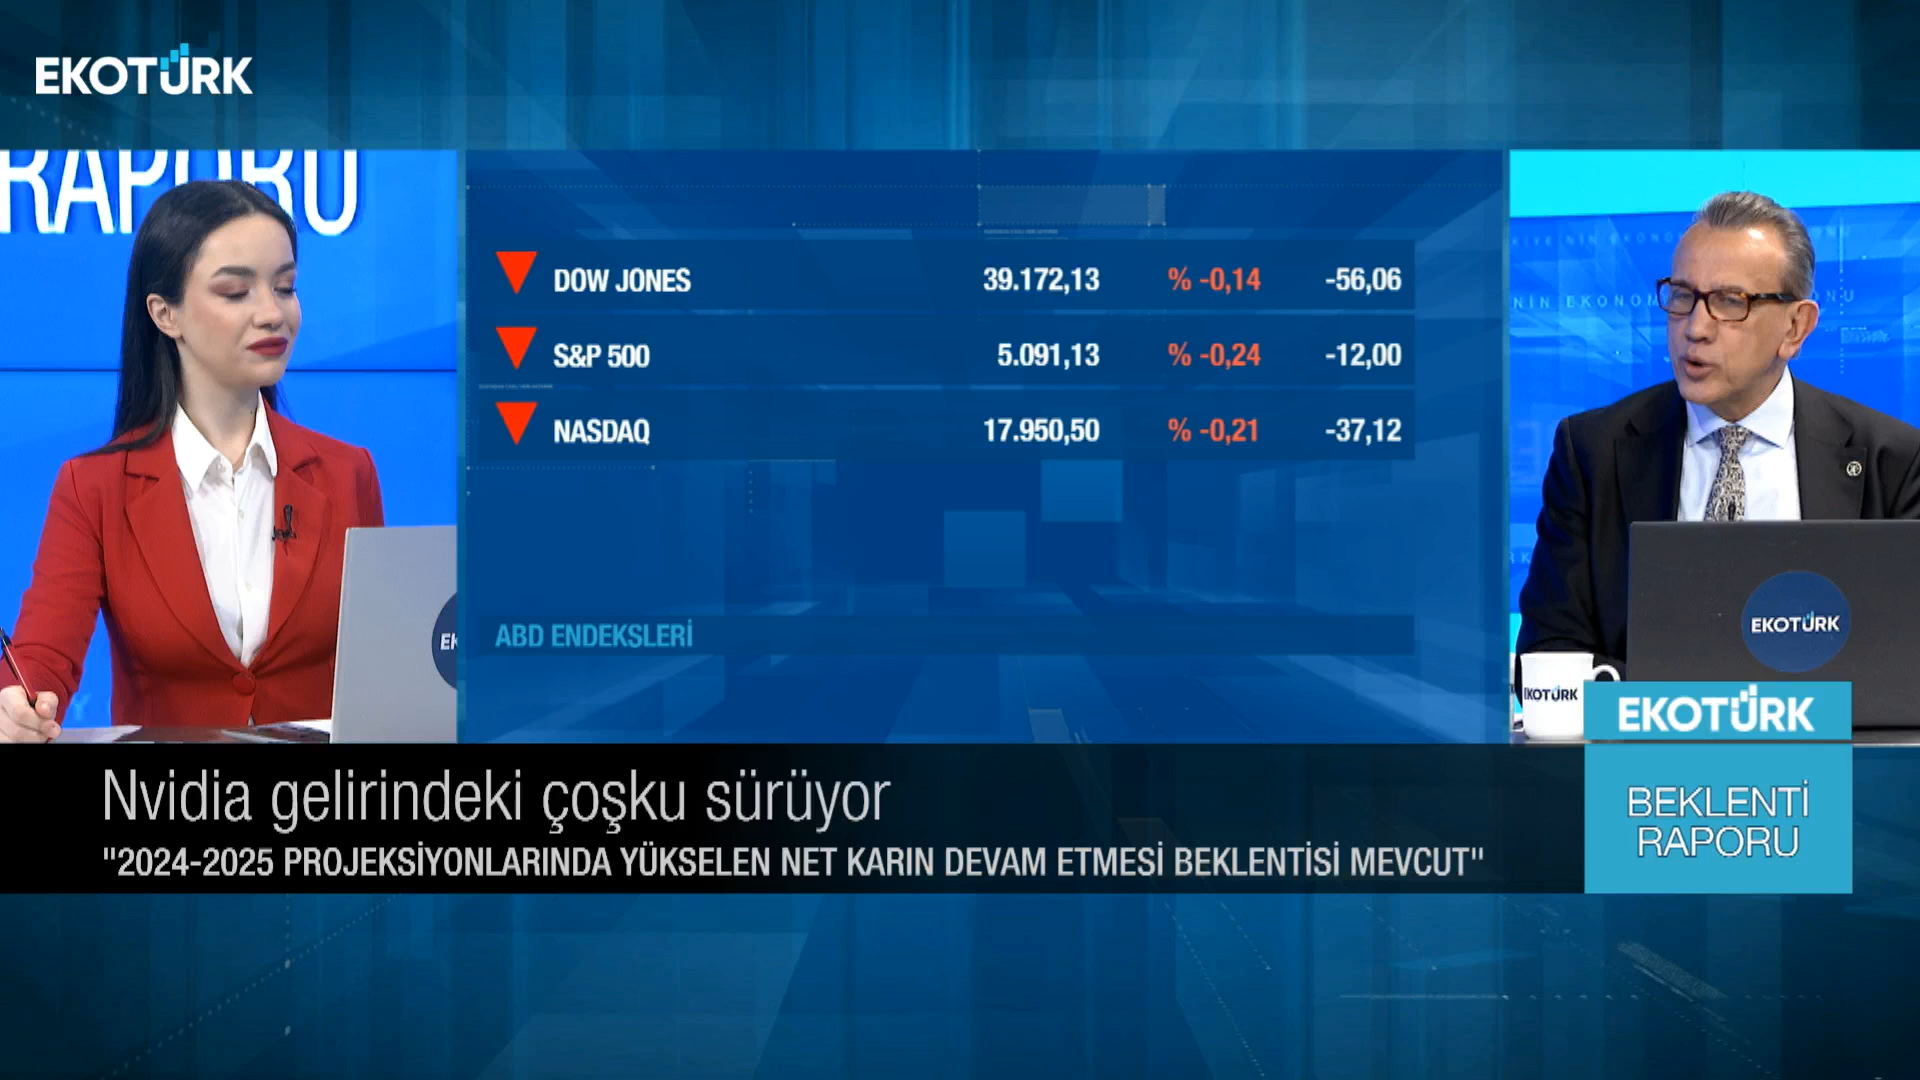 EKOTÜRK
RAPORU
DOW JONES 39.172,13 % -0,14 -56,06
S&P 500 5.091,13 % -0,24 -12,00
NASDAQ 17.950,50 % -0,21 -37,12
ABD ENDEKSLERİ
EKOTÜRK
EKOTÜRK
EKOTÜRK
Nvidia gelirindeki çoşku sürüyor
"2024-2025 PROJEKSİYONLARINDA YÜKSELEN NET KARIN DEVAM ETMESİ BEKLENTİSİ MEVCUT"
BEKLENTİ
RAPORU